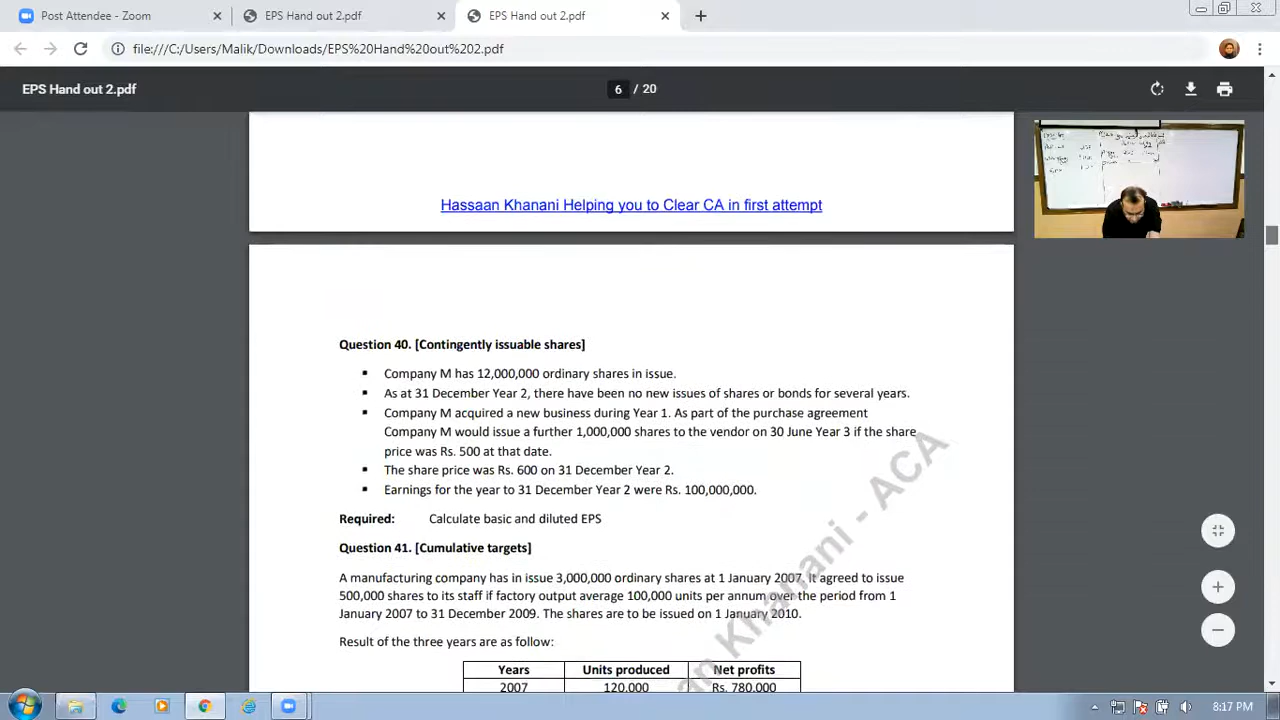 Post Attendee - Zoom
EPS Hand out 2.pdf
EPS Hand out 2.pdf
file:///C:/Users/Malik/Downloads/EPS%20Hand%20out%202.pdf
EPS Hand out 2.pdf
6 / 20
Hassaan Khanani Helping you to Clear CA in first attempt
Question 40. [Contingently issuable shares]
Company M has 12,000,000 ordinary shares in issue.
As at 31 December Year 2, there have been no new issues of shares or bonds for several years.
Company M acquired a new business during Year 1. As part of the purchase agreement
Company M would issue a further 1,000,000 shares to the vendor on 30 June Year 3 if the share
price was Rs. 500 at that date.
The share price was Rs. 600 on 31 December Year 2.
Earnings for the year to 31 December Year 2 were Rs. 100,000,000.
Required: Calculate basic and diluted EPS
Question 41. [Cumulative targets]
A manufacturing company has in issue 3,000,000 ordinary shares at 1 January 2007. It agreed to issue
500,000 shares to its staff if factory output average 100,000 units per annum over the period from 1
January 2007 to 31 December 2009. The shares are to be issued on 1 January 2010.
Result of the three years are as follow:
Years Units produced Net profits
2007 120,000 Rs. 780,000
an Khanani - ACA
8:17 PM